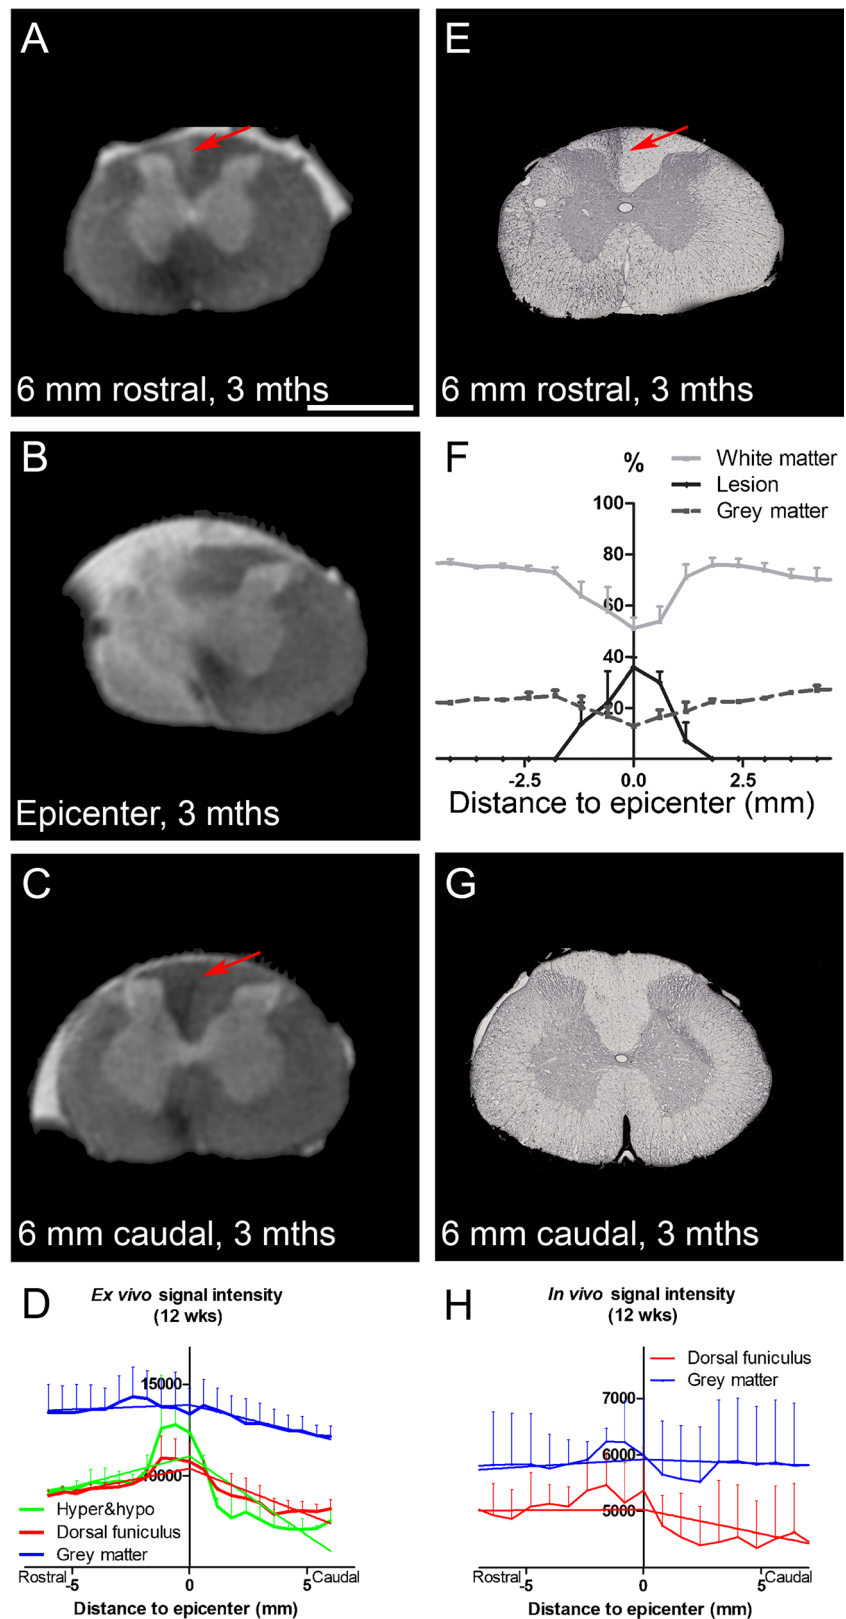 A
6 mm rostral, 3 mths
E
6 mm rostral, 3 mths
B
Epicenter, 3 mths
F
%
White matter
Lesion
Grey matter
100
80
60
40
20
-2.5 0.0 2.5
Distance to epicenter (mm)
C
6 mm caudal, 3 mths
G
6 mm caudal, 3 mths
D
Ex vivo signal intensity
(12 wks)
15000
10000
Hyper&hypo
Dorsal funiculus
Grey matter
Rostral -5 0 5 Caudal
Distance to epicenter (mm)
H
In vivo signal intensity
(12 wks)
Dorsal funiculus
Grey matter
7000
6000
5000
Rostral -5 0 5 Caudal
Distance to epicenter (mm)